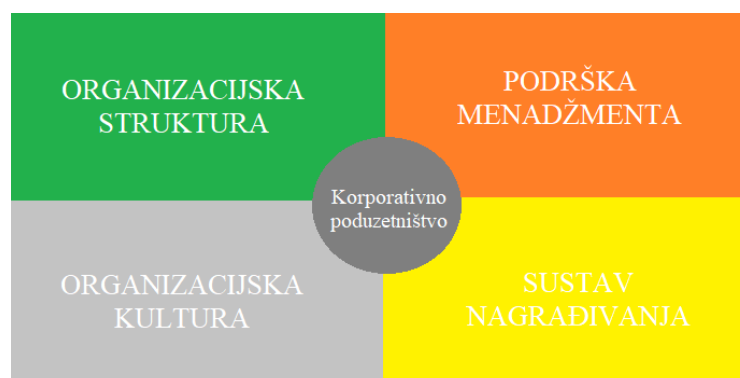 ORGANIZACIJSKA
STRUKTURA
PODRŠKA
MENADŽMENTA
Korporativno
poduzetništvo
ORGANIZACIJSKA
KULTURA
SUSTAV
NAGRAĐIVANJA